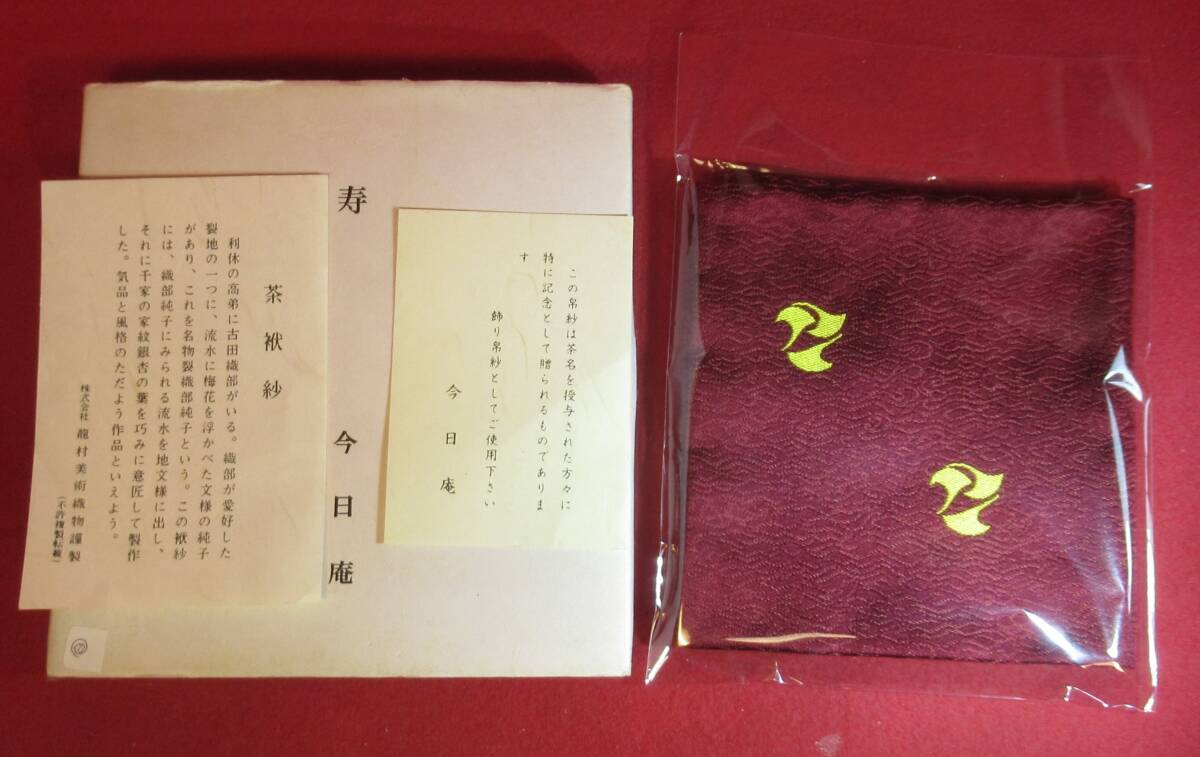 茶袱紗
利休の高弟に古田織部がいる。織部が愛好した
裂地の一つに、流水に梅花を浮かべた文様の純子
があり、これを名物裂織部純子という。この袱紗
には、織部純子にみられる流水を地文様に出し、
それに千家の家紋銀杏の葉を巧みに意匠して製作
した。気品と風格のただよう作品といえよう。
株式会社 龍村美術織物謹製
(不許複製転載)
寿
今日庵
この帛紗は茶名を授与された方々に
特に記念として贈られるものでありま
す
飾り帛紗としてご使用下さい
今日庵